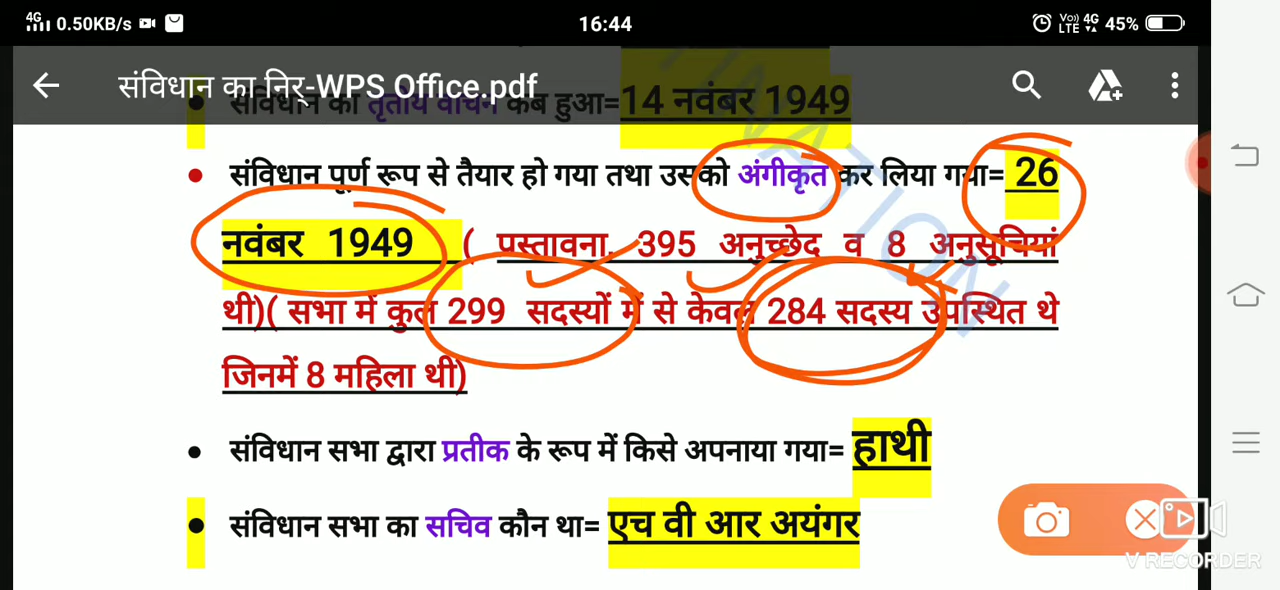 4G 0.50KB/s 16:44 Vo)) LTE 4G 45%
संविधान का निर्-WPS Office.pdf
संविधान का तृतीय वाचन कब हुआ=14 नवंबर 1949
संविधान पूर्ण रूप से तैयार हो गया तथा उसको अंगीकृत कर लिया गया= 26
नवंबर 1949 ( प्रस्तावना, 395 अनुच्छेद व 8 अनुसूचियां
थी)( सभा में कुल 299 सदस्यों में से केवल 284 सदस्य उपस्थित थे
जिनमें 8 महिला थी)
संविधान सभा द्वारा प्रतीक के रूप में किसे अपनाया गया= हाथी
संविधान सभा का सचिव कौन था= एच वी आर अयंगर
V RECORDER